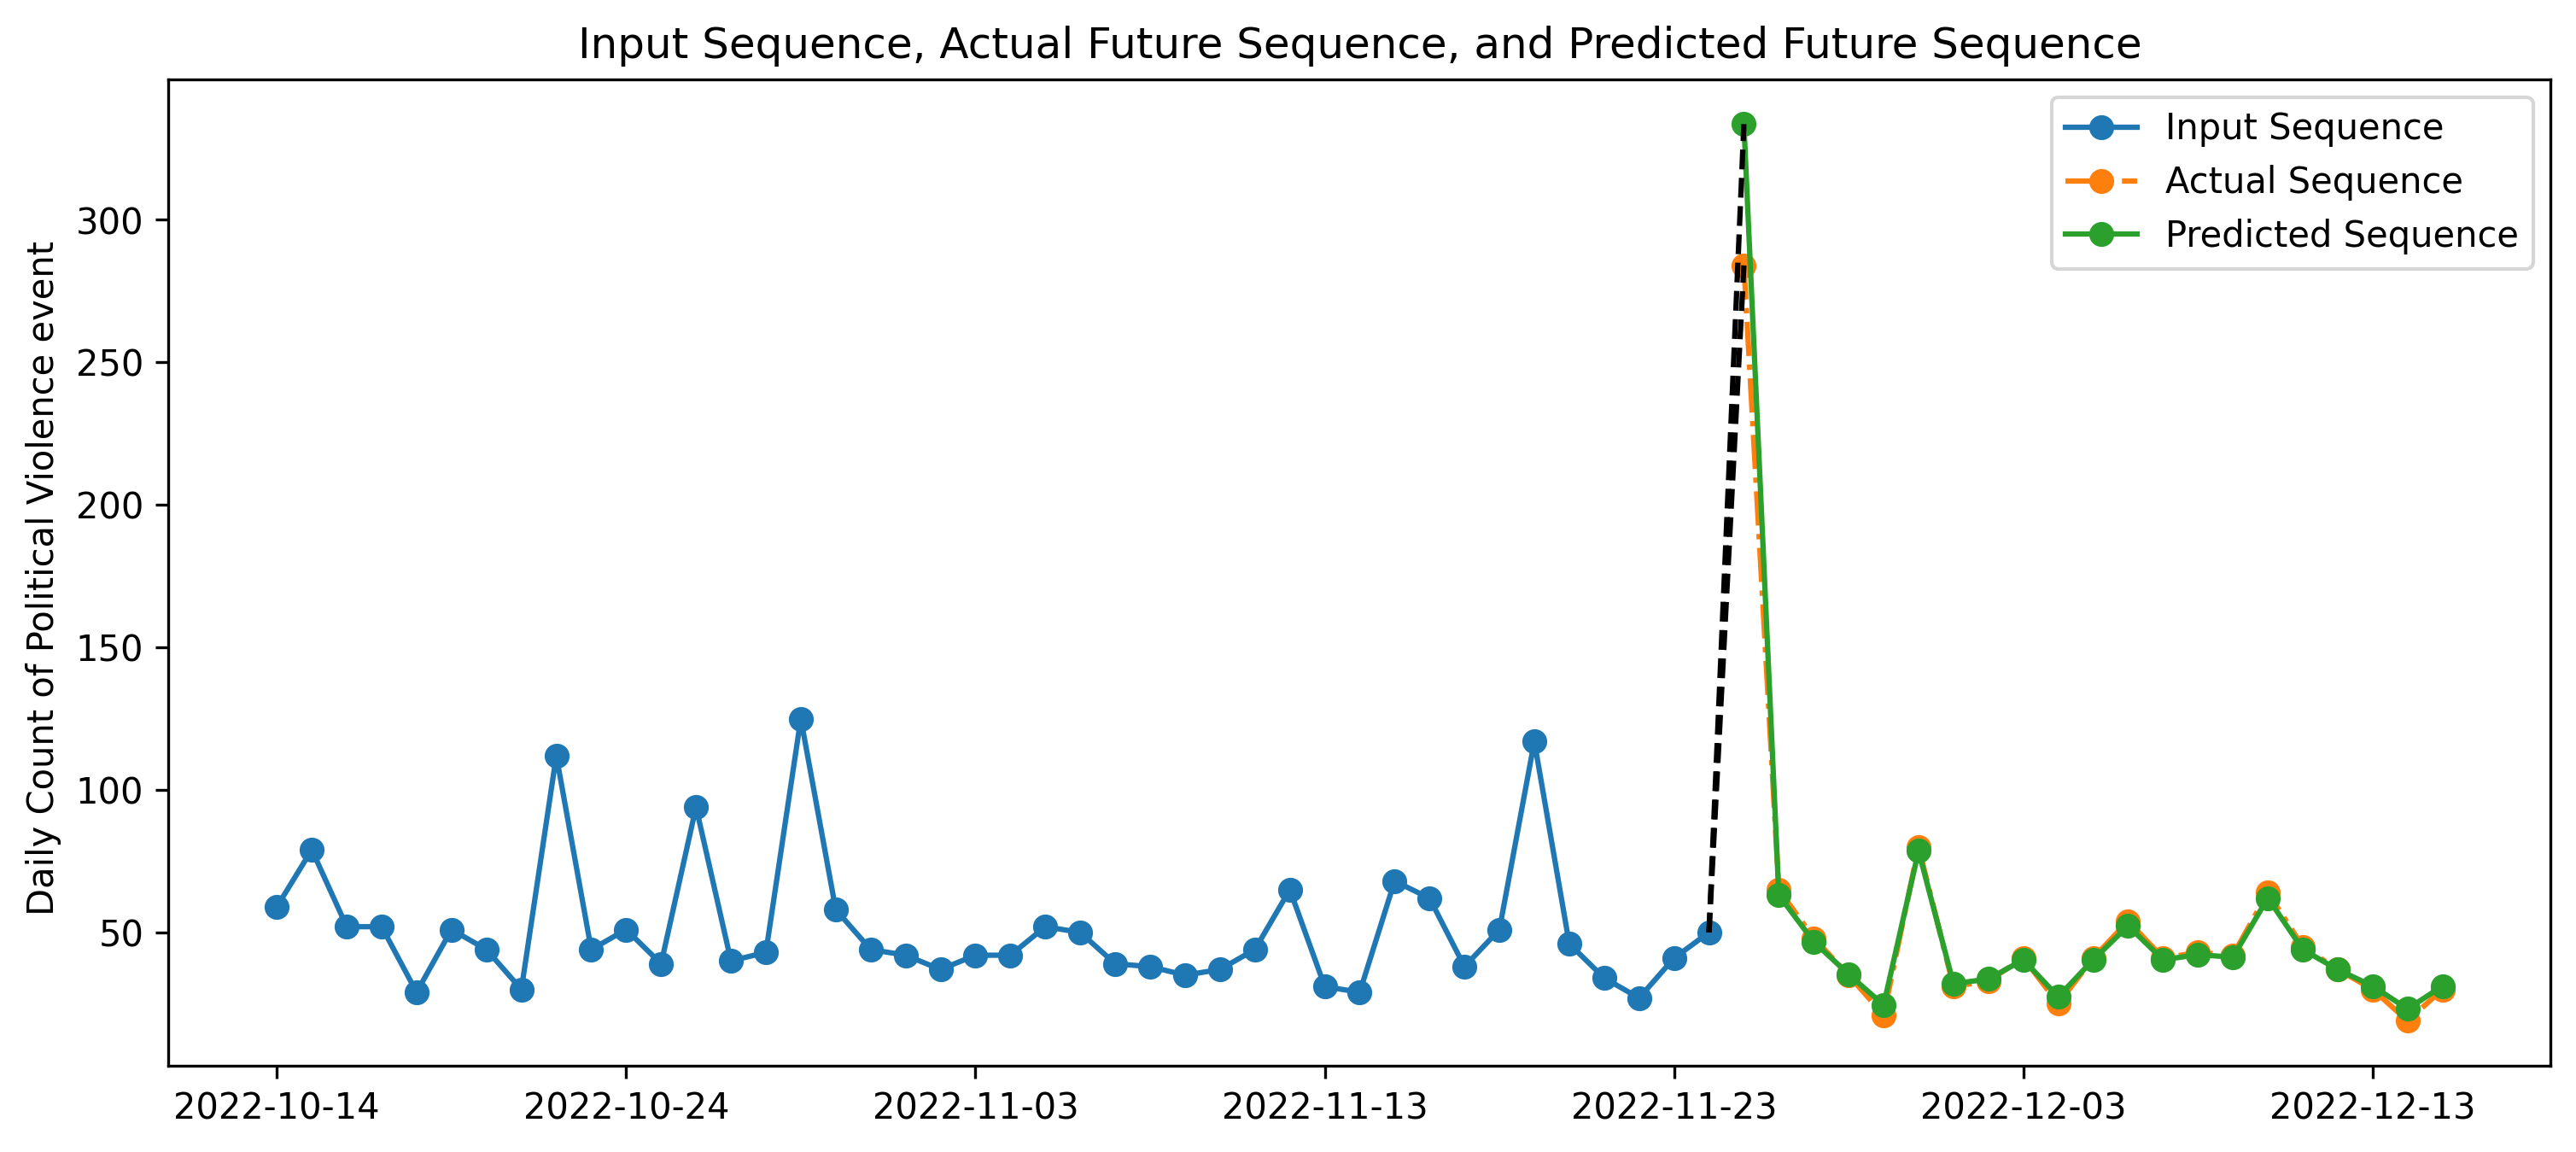 Input Sequence, Actual Future Sequence, and Predicted Future Sequence
Daily Count of Political Violence event
300
250
200
150
100
50
Input Sequence
Actual Sequence
Predicted Sequence
2022-10-14
2022-10-24
2022-11-03
2022-11-13
2022-11-23
2022-12-03
2022-12-13